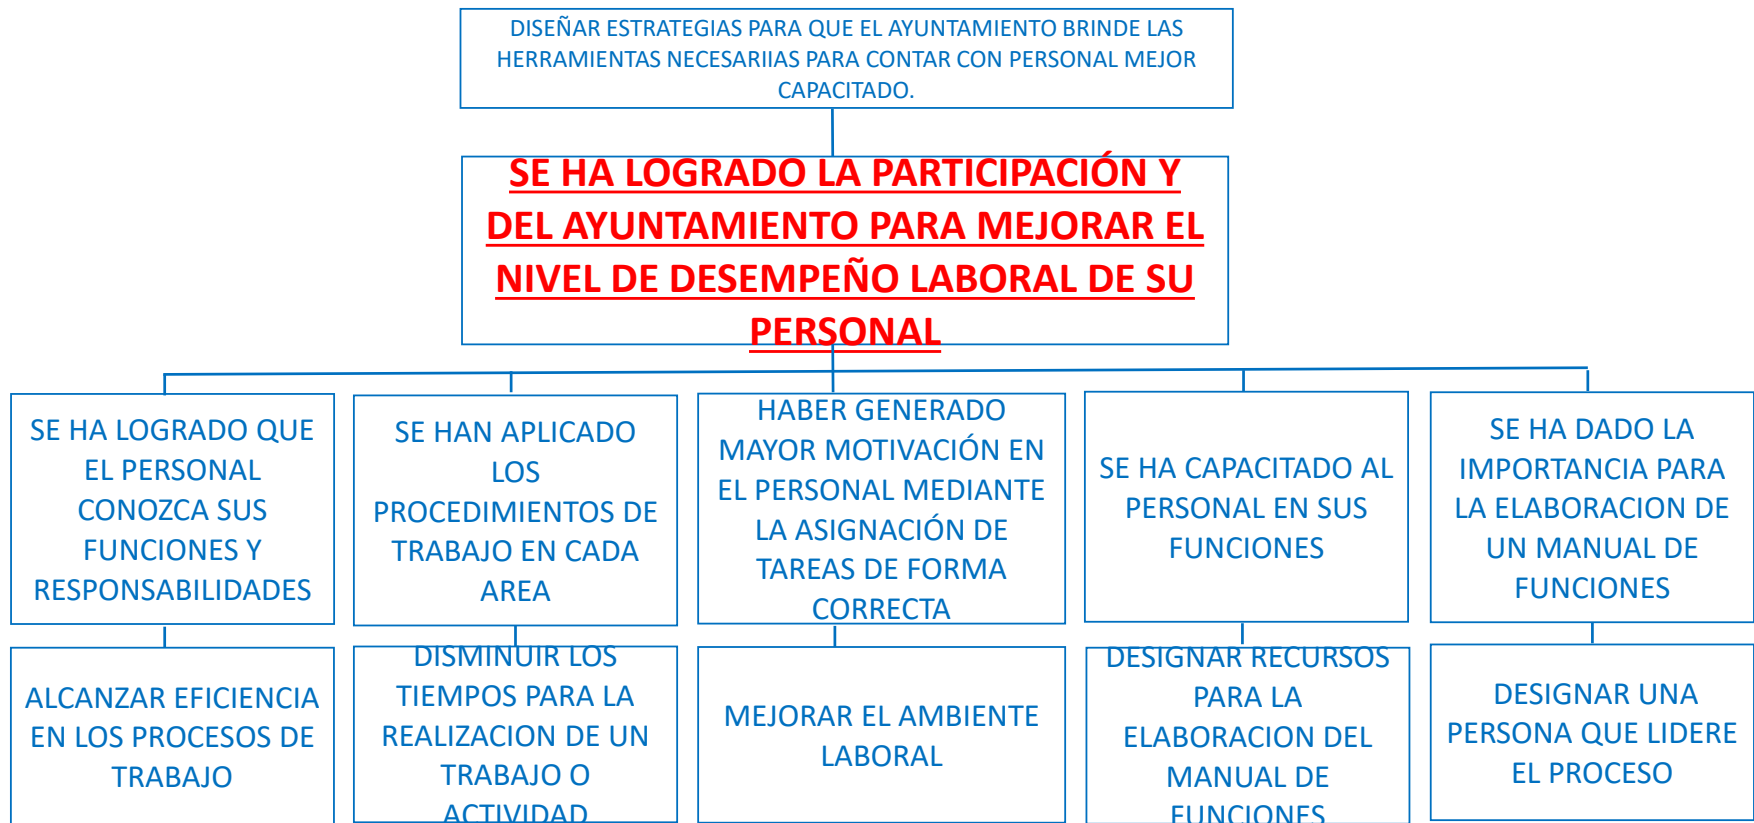 DISEÑAR ESTRATEGIAS PARA QUE EL AYUNTAMIENTO BRINDE LAS
HERRAMIENTAS NECESARIIAS PARA CONTAR CON PERSONAL MEJOR
CAPACITADO.
SE HA LOGRADO LA PARTICIPACIÓN Y
DEL AYUNTAMIENTO PARA MEJORAR EL
NIVEL DE DESEMPEÑO LABORAL DE SU
PERSONAL
SE HA LOGRADO QUE
EL PERSONAL
CONOZCA SUS
FUNCIONES Y
RESPONSABILIDADES
SE HAN APLICADO
LOS
PROCEDIMIENTOS DE
TRABAJO EN CADA
AREA
HABER GENERADO
MAYOR MOTIVACIÓN EN
EL PERSONAL MEDIANTE
LA ASIGNACIÓN DE
TAREAS DE FORMA
CORRECTA
SE HA CAPACITADO AL
PERSONAL EN SUS
FUNCIONES
SE HA DADO LA
IMPORTANCIA PARA
LA ELABORACION DE
UN MANUAL DE
FUNCIONES
ALCANZAR EFICIENCIA
EN LOS PROCESOS DE
TRABAJO
DISMINUIR LOS
TIEMPOS PARA LA
REALIZACION DE UN
TRABAJO O
ACTIVIDAD
MEJORAR EL AMBIENTE
LABORAL
DESIGNAR RECURSOS
PARA LA
ELABORACION DEL
MANUAL DE
FUNCIONES
DESIGNAR UNA
PERSONA QUE LIDERE
EL PROCESO